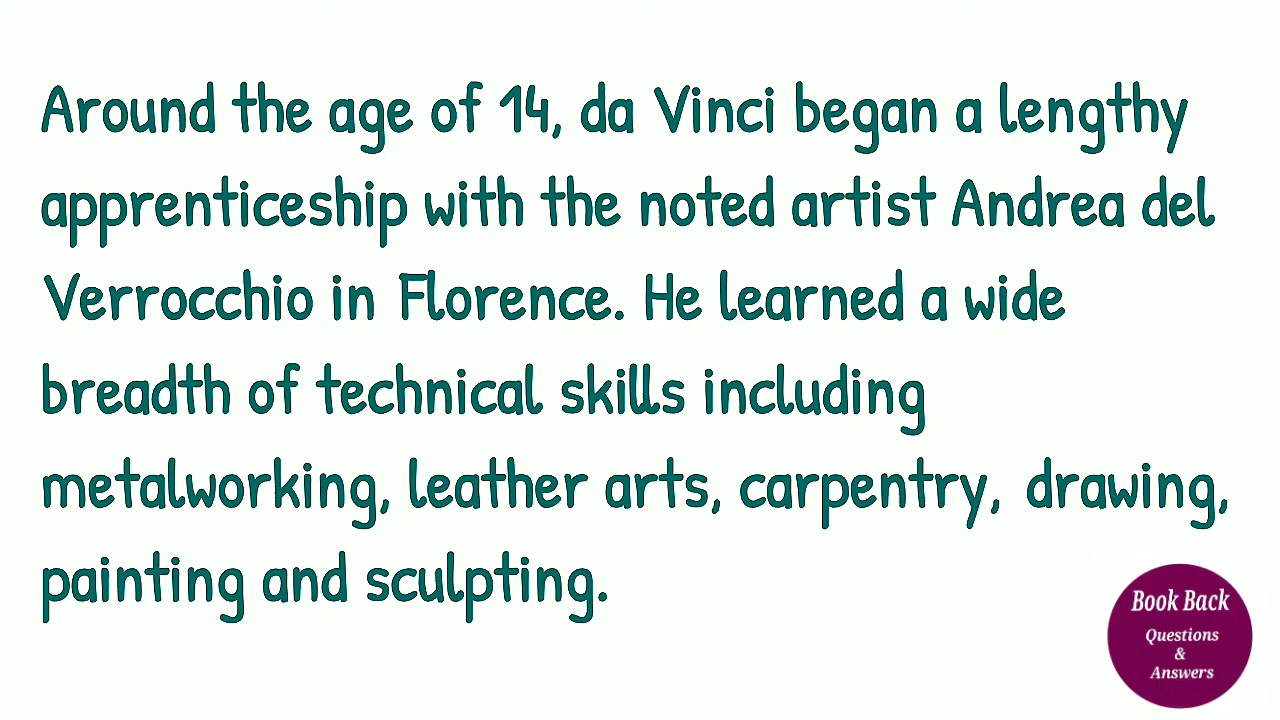 Around the age of 14, da Vinci began a lengthy
apprenticeship with the noted artist Andrea del
Verrocchio in Florence. He learned a wide
breadth of technical skills including
metalworking, leather arts, carpentry, drawing,
painting and sculpting.
Book Back
Questions
&
Answers